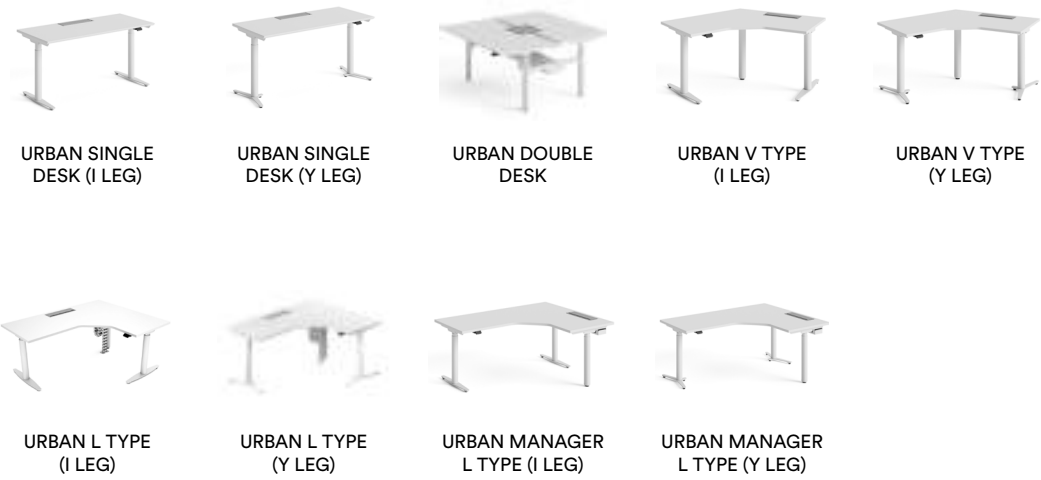 URBAN SINGLE
DESK (I LEG)
URBAN SINGLE
DESK (Y LEG)
URBAN DOUBLE
DESK
URBAN V TYPE
(I LEG)
URBAN V TYPE
(Y LEG)
URBAN L TYPE
(I LEG)
URBAN L TYPE
(Y LEG)
URBAN MANAGER
L TYPE (I LEG)
URBAN MANAGER
L TYPE (Y LEG)